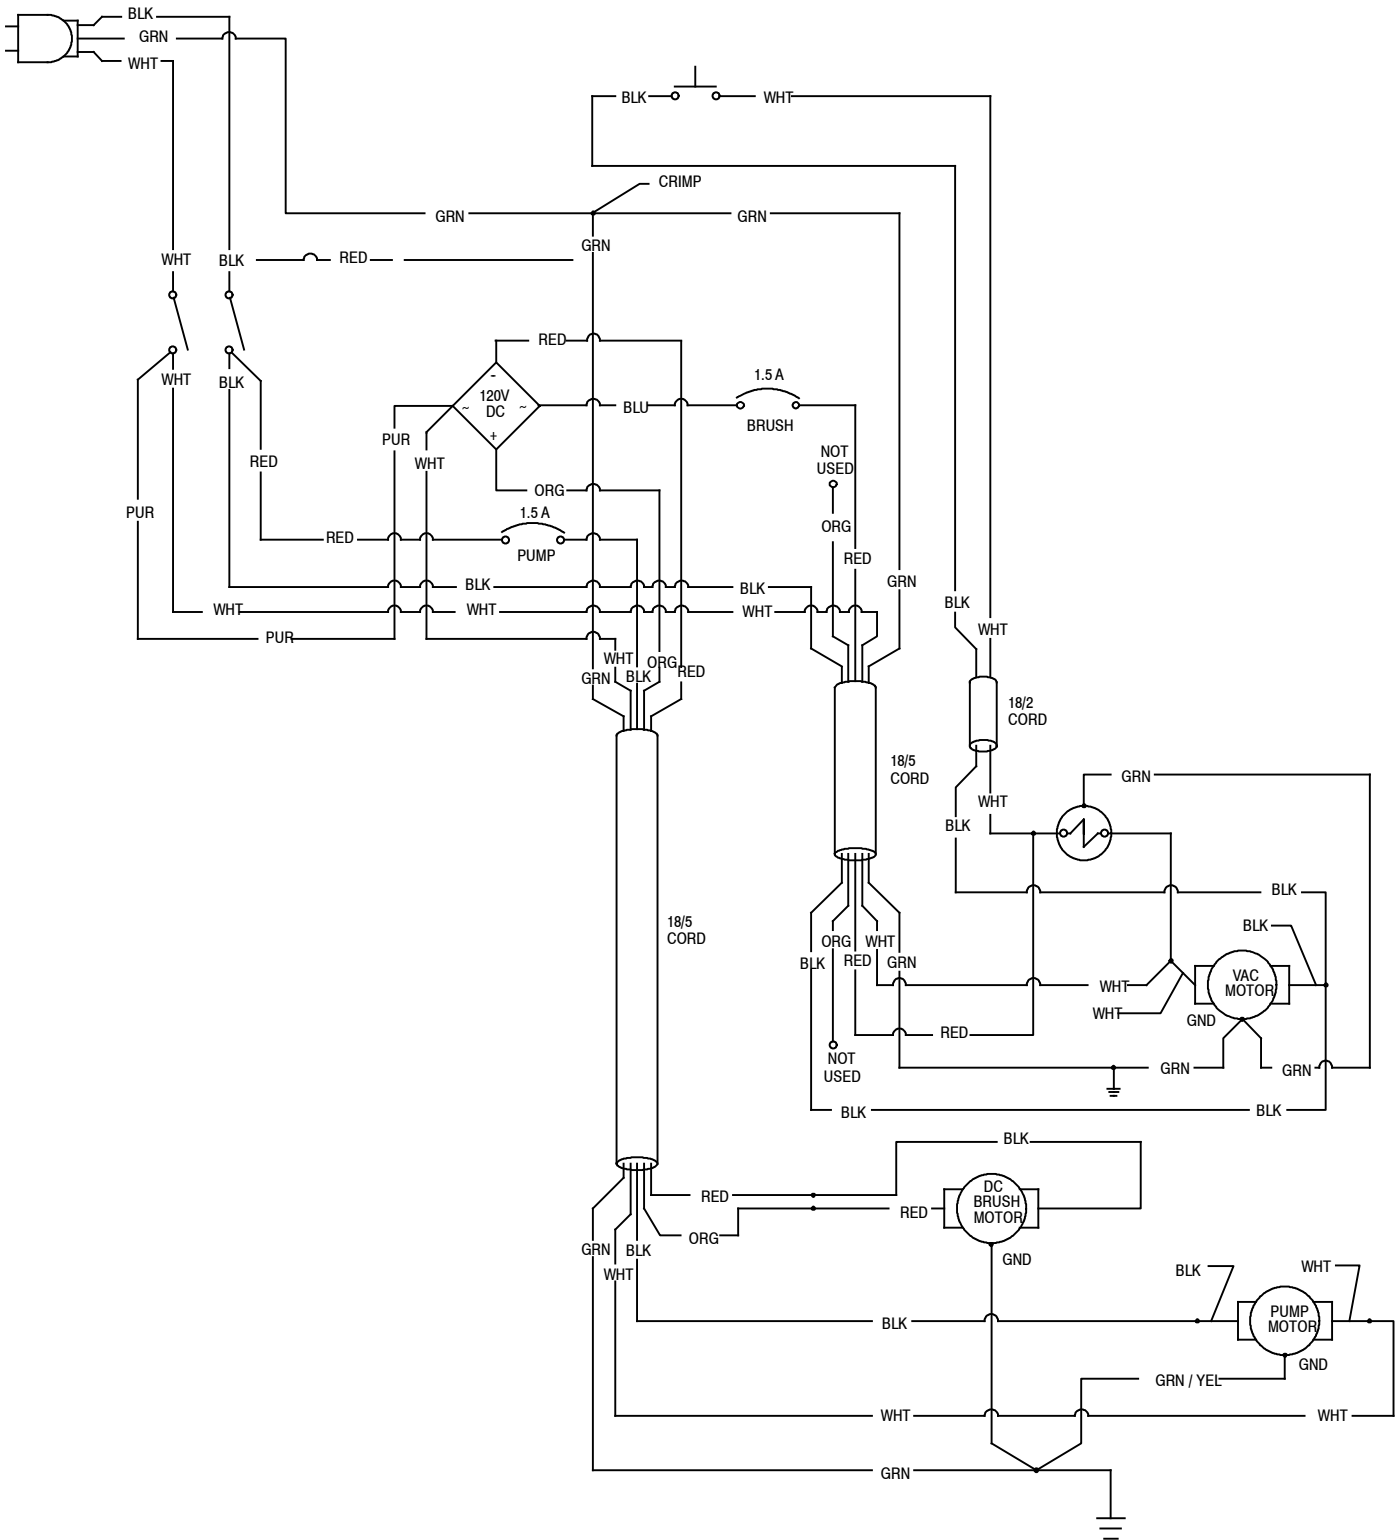 BLK
GRN
WHT
BLK
WHT
CRIMP
GRN
GRN
GRN
WHT
BLK
RED
RED
1.5 A
120V
DC
-
~
~
+
BLU
BRUSH
WHT
BLK
PUR
WHT
RED
NOT
USED
ORG
1.5 A
PUR
ORG
RED
PUMP
RED
GRN
BLK
BLK
BLK
WHT
WHT
WHT
WHT
PUR
WHT
ORG
RED
GRN
BLK
18/2
CORD
18/5
CORD
GRN
WHT
BLK
BLK
18/5
CORD
BLK
ORG
WHT
BLK
RED
GRN
VAC
MOTOR
WHT
WHT
GND
RED
NOT
USED
GRN
GRN
BLK
BLK
BLK
DC
BRUSH
MOTOR
RED
RED
ORG
GRN
BLK
WHT
GND
BLK
WHT
PUMP
MOTOR
BLK
GND
GRN / YEL
WHT
WHT
GRN